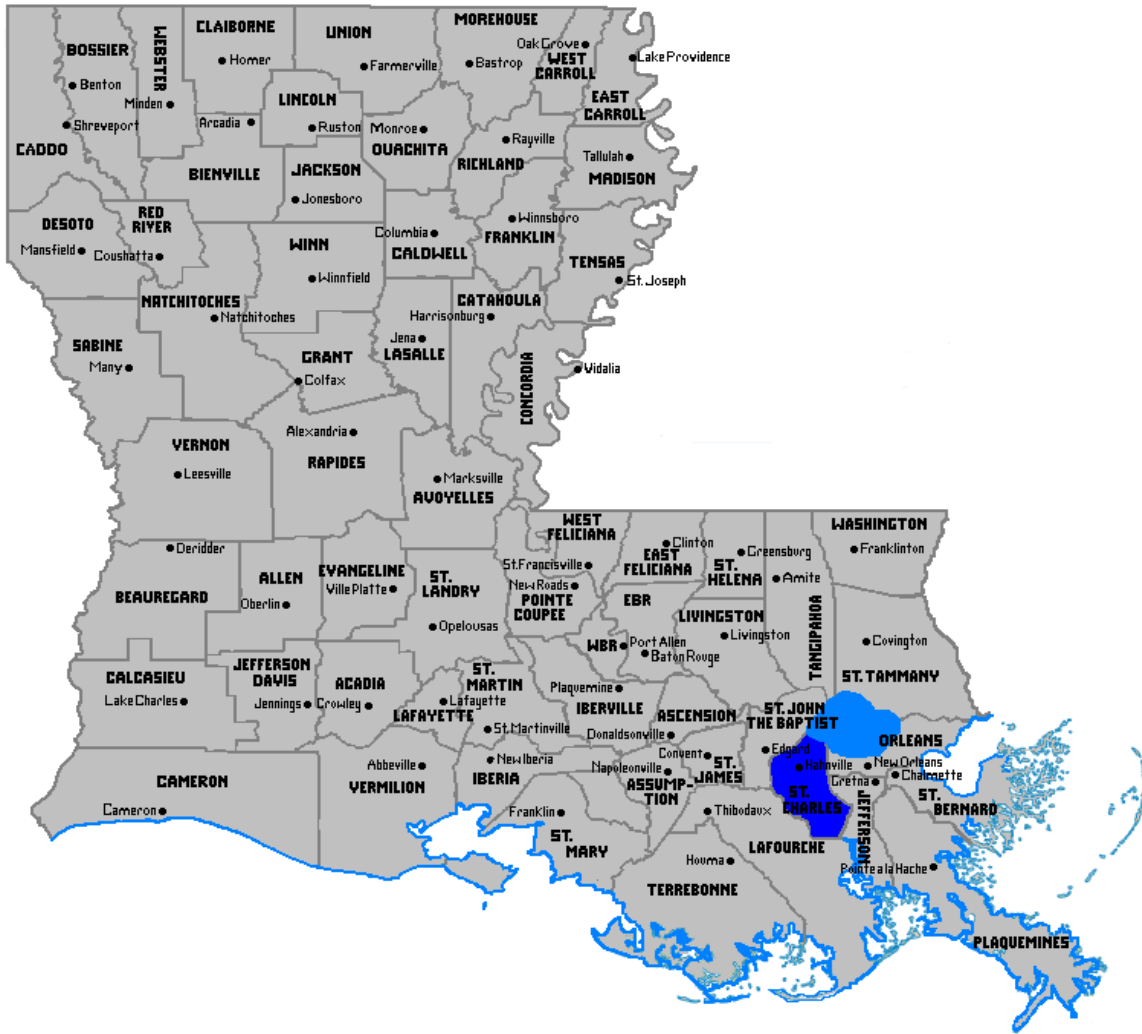 CLAIBORNE
UNION
MOREHOUSE
BOSSIER
WEBSTER
Oak Grove
WEST
CARROLL
Lake Providence
Homer
Farmerville
Bastrop
Benton
Minden
LINCOLN
EAST
CARROLL
Shreveport
Arcadia
Ruston
Monroe
OUACHITA
Rayville
CADDO
RICHLAND
Tallulah
MADISON
BIENVILLE
JACKSON
Jonesboro
DESOTO
RED
RIVER
Winnsboro
FRANKLIN
Mansfield
Coushatta
WINN
Columbia
CALDWELL
TENSAS
Winnfield
St. Joseph
NATCHITOCHES
Natchitoches
CATAHOULA
Harrisonburg
SABINE
Many
GRANT
Colfax
Jena
LASALLE
CONCORDIA
Vidalia
VERNON
Leesville
Alexandria
RAPIDES
Marksville
AVOYELLES
WEST
FELICIANA
WASHINGTON
Franklinton
Deridder
Clinton
EAST
FELICIANA
Greensburg
ST.
HELENA
BEAUREGARD
ALLEN
Oberlin
EVANGELINE
Ville Platte
ST.
LANDRY
St. Francisville
New Roads
POINTE
COUPEE
Amite
TANGIPAHOA
EBR
LIVINGSTON
Livingston
Opelousas
WBR
Port Allen
Baton Rouge
Covington
ST. TAMMANY
CALCASIEU
Lake Charles
JEFFERSON
DAVIS
Jennings
ACADIA
Crowley
ST.
MARTIN
Lafayette
LAFAYETTE
St. Martinville
Plaquemine
IBERVILLE
ASCENSION
Donaldsonville
ST. JOHN
THE BAPTIST
Edgard
ORLEANS
New Orleans
CAMERON
Cameron
Abbeville
VERMILION
New Iberia
IBERIA
Napoleonville
ASSUMP-
TION
Convent
ST.
JAMES
Hahnville
ST.
CHARLES
Gretna
Chalmette
ST.
BERNARD
JEFFERSON
Franklin
ST.
MARY
Thibodaux
LAFOURCHE
Houma
TERREBONNE
Pointe a la Hache
PLAQUEMINES